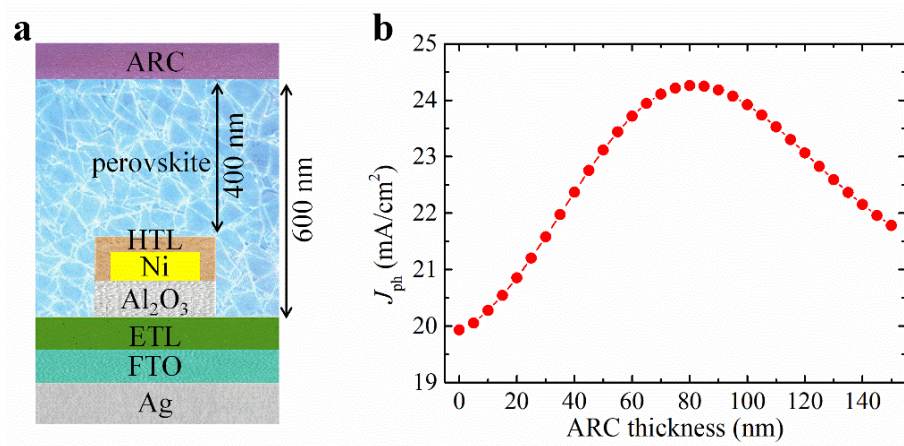 a
ARC
perovskite
400 nm
600 nm
HTL
Ni
Al₂O₃
ETL
FTO
Ag
b
25
24
23
22
21
20
19
J_ph (mA/cm²)
0 20 40 60 80 100 120 140
ARC thickness (nm)